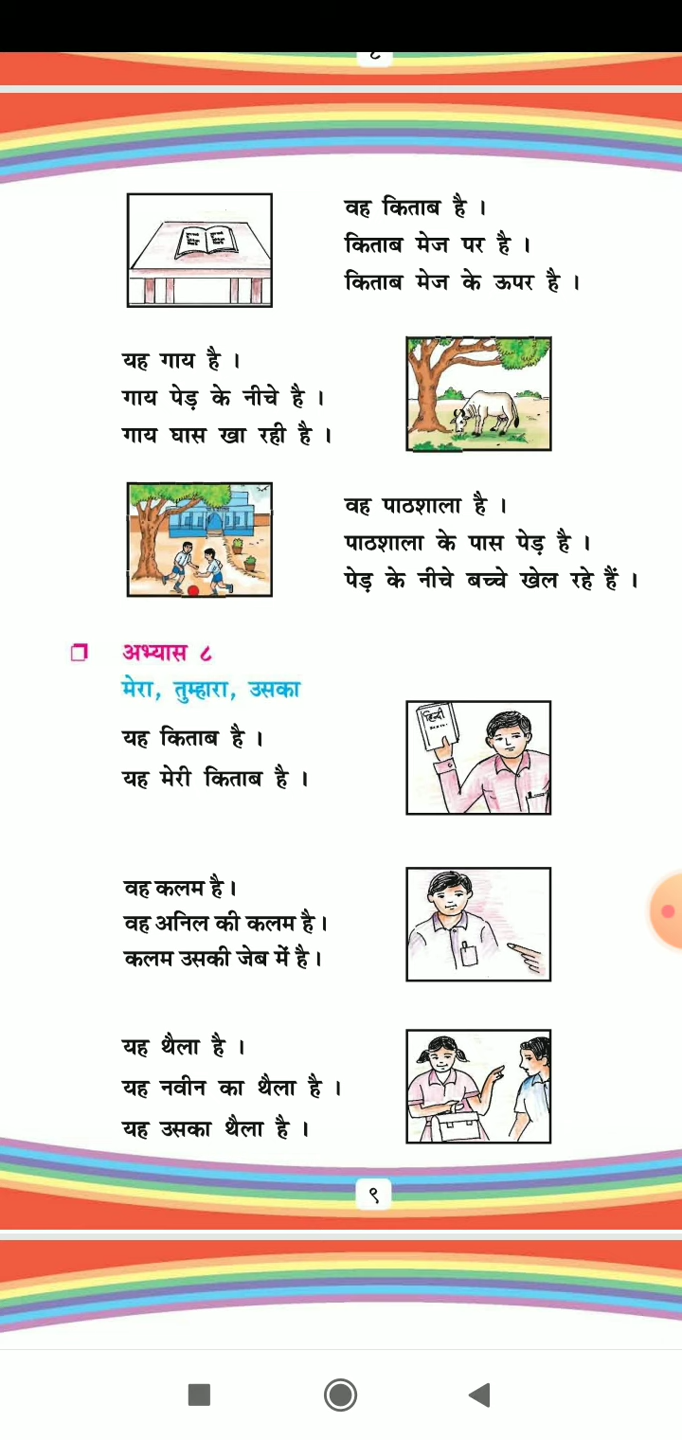 ८
वह किताब है ।
किताब मेज पर है ।
किताब मेज के ऊपर है ।
यह गाय है ।
गाय पेड़ के नीचे है ।
गाय घास खा रही है ।
वह पाठशाला है ।
पाठशाला के पास पेड़ है ।
पेड़ के नीचे बच्चे खेल रहे हैं ।
अभ्यास ८
मेरा, तुम्हारा, उसका
यह किताब है ।
यह मेरी किताब है ।
हिन्दी
वह कलम है।
वह अनिल की कलम है।
कलम उसकी जेब में है।
यह थैला है ।
यह नवीन का थैला है ।
यह उसका थैला है ।
९